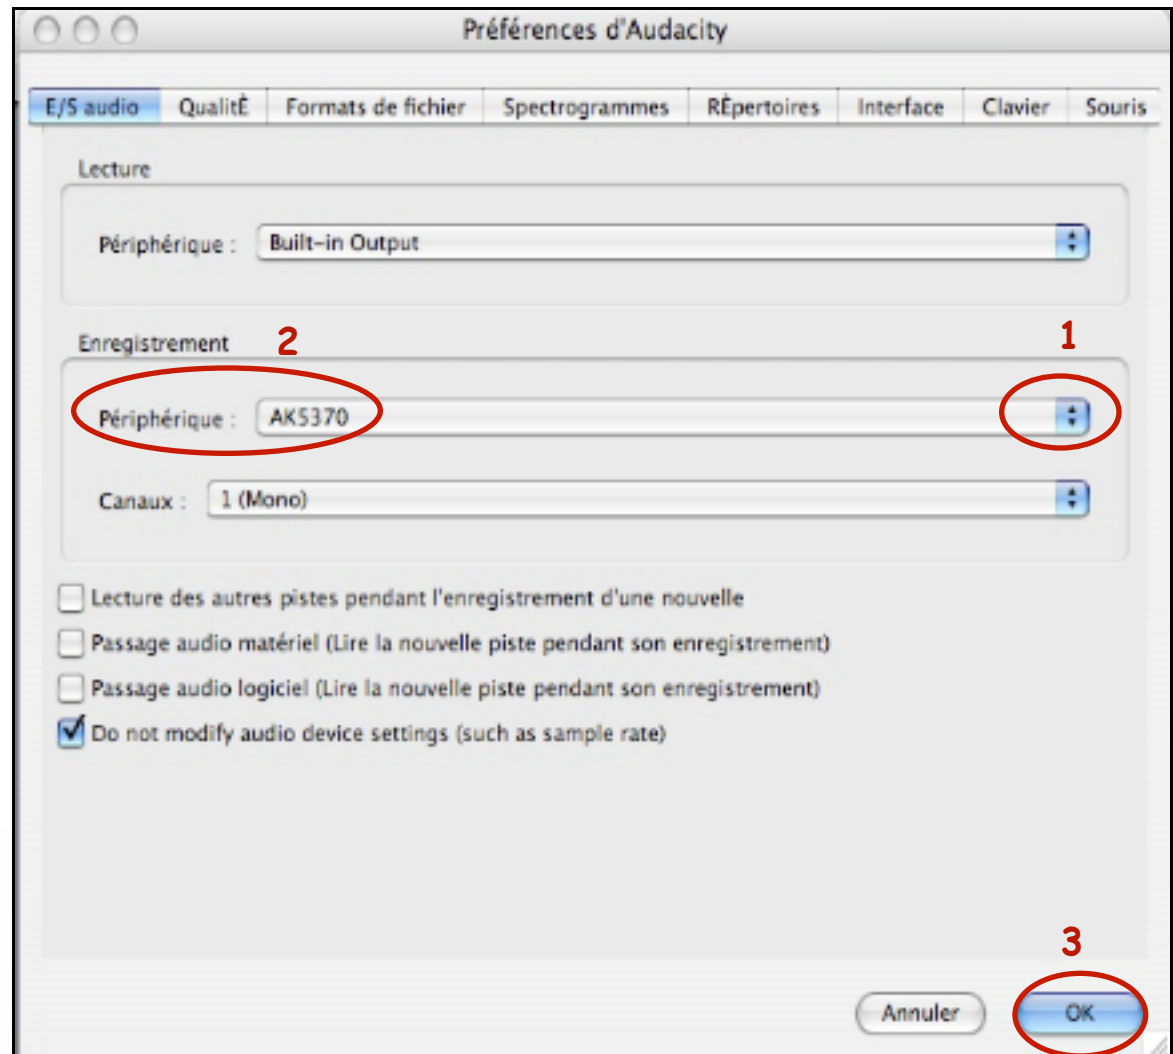 Préférences d'Audacity
E/S audio QualitÈ Formats de fichier Spectrogrammes RÈpertoires Interface Clavier Souris
Lecture
Périphérique : Built-in Output
Enregistrement 2 1
Périphérique : AK5370
Canaux : 1 (Mono)
Lecture des autres pistes pendant l'enregistrement d'une nouvelle
Passage audio matériel (Lire la nouvelle piste pendant son enregistrement)
Passage audio logiciel (Lire la nouvelle piste pendant son enregistrement)
Do not modify audio device settings (such as sample rate)
3
Annuler OK